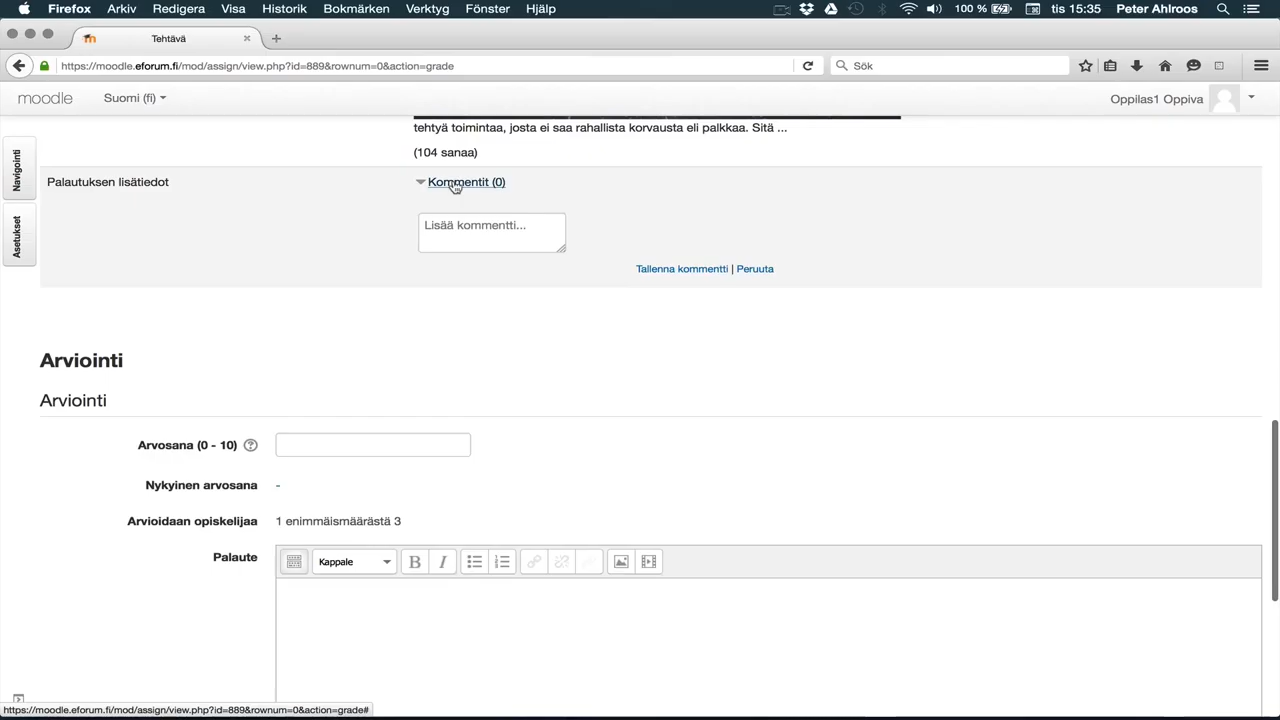 Firefox Arkiv Redigera Visa Historik Bokmärken Verktyg Fönster Hjälp 100 % tis 15:35 Peter Ahlroos
Tehtävä
https://moodle.eforum.fi/mod/assign/view.php?id=889&rownum=0&action=grade Sök
moodle Suomi (fi) Oppilas1 Oppiva
Navigointi
Asetukset
tehtyä toimintaa, josta ei saa rahallista korvausta eli palkkaa. Sitä ...
(104 sanaa)
Palautuksen lisätiedot Kommentit (0)
Lisää kommentti...
Tallenna kommentti | Peruuta
Arviointi
Arviointi
Arvosana (0 - 10) ?
Nykyinen arvosana -
Arvioidaan opiskelijaa 1 enimmäismäärästä 3
Palaute Kappale B I
https://moodle.eforum.fi/mod/assign/view.php?id=889&rownum=0&action=grade#